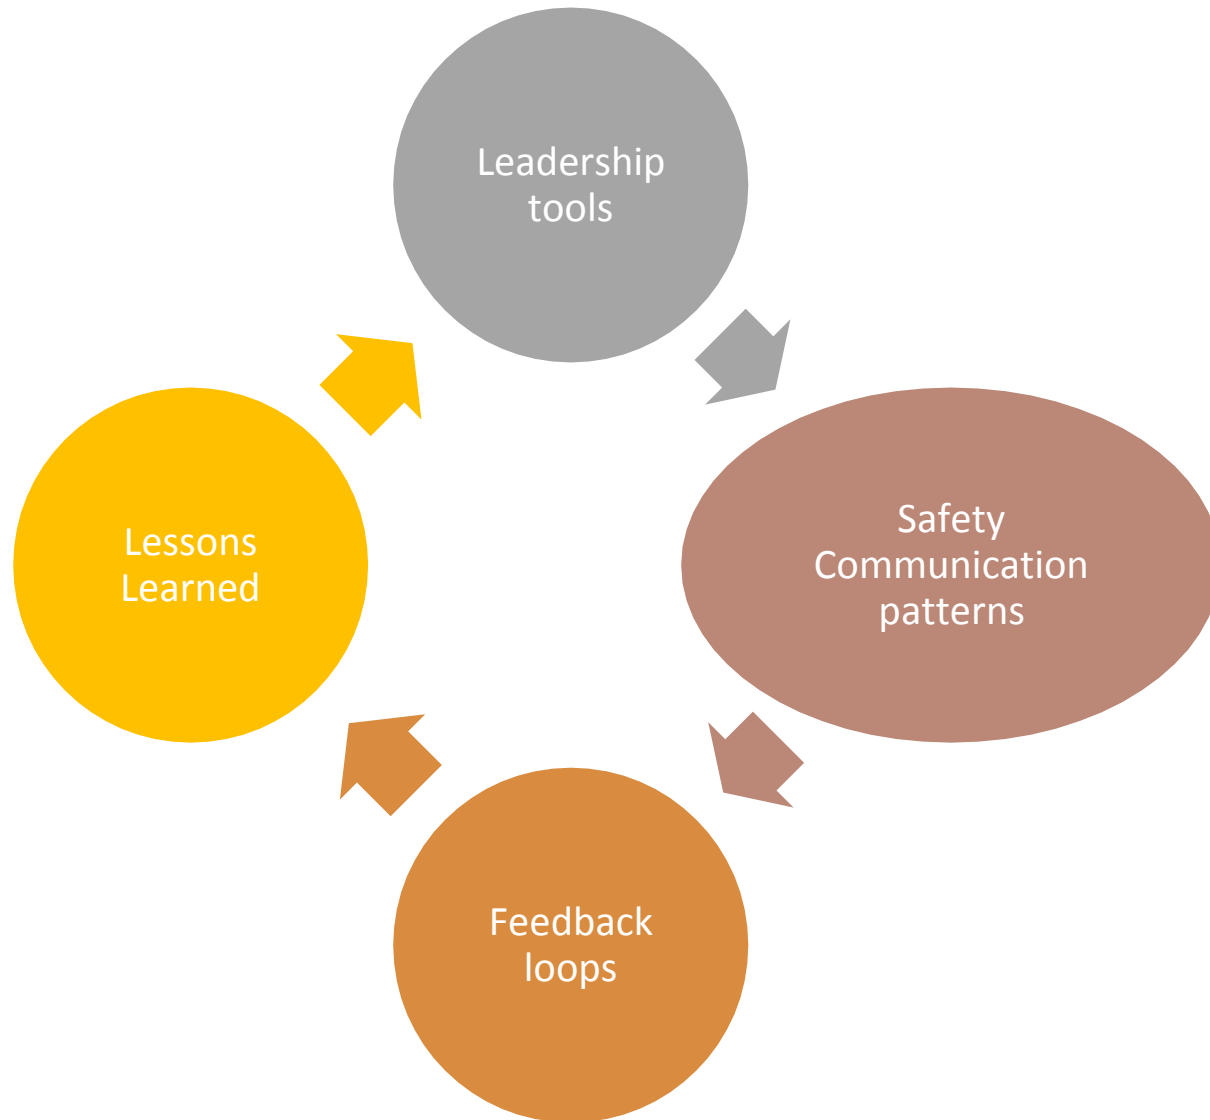 Leadership
tools
Safety
Communication
patterns
Feedback
loops
Lessons
Learned